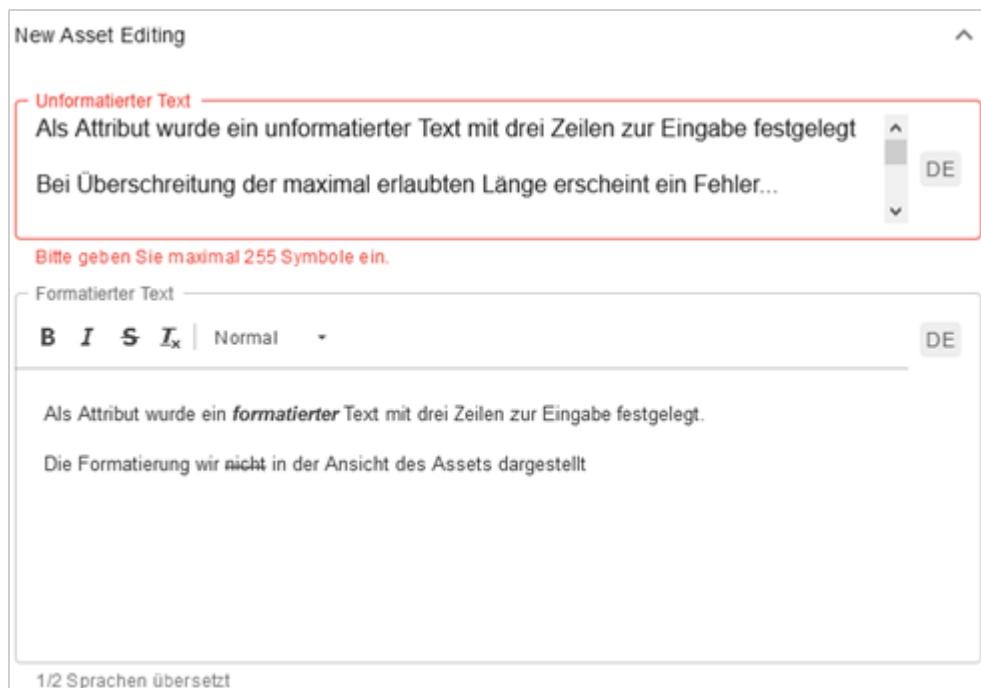 New Asset Editing
Unformatierter Text
Als Attribut wurde ein unformatierter Text mit drei Zeilen zur Eingabe festgelegt
Bei Überschreitung der maximal erlaubten Länge erscheint ein Fehler...
DE
Bitte geben Sie maximal 255 Symbole ein.
Formatierter Text
B I S Tx Normal
DE
Als Attribut wurde ein formatierter Text mit drei Zeilen zur Eingabe festgelegt.
Die Formatierung wir nicht in der Ansicht des Assets dargestellt
1/2 Sprachen übersetzt